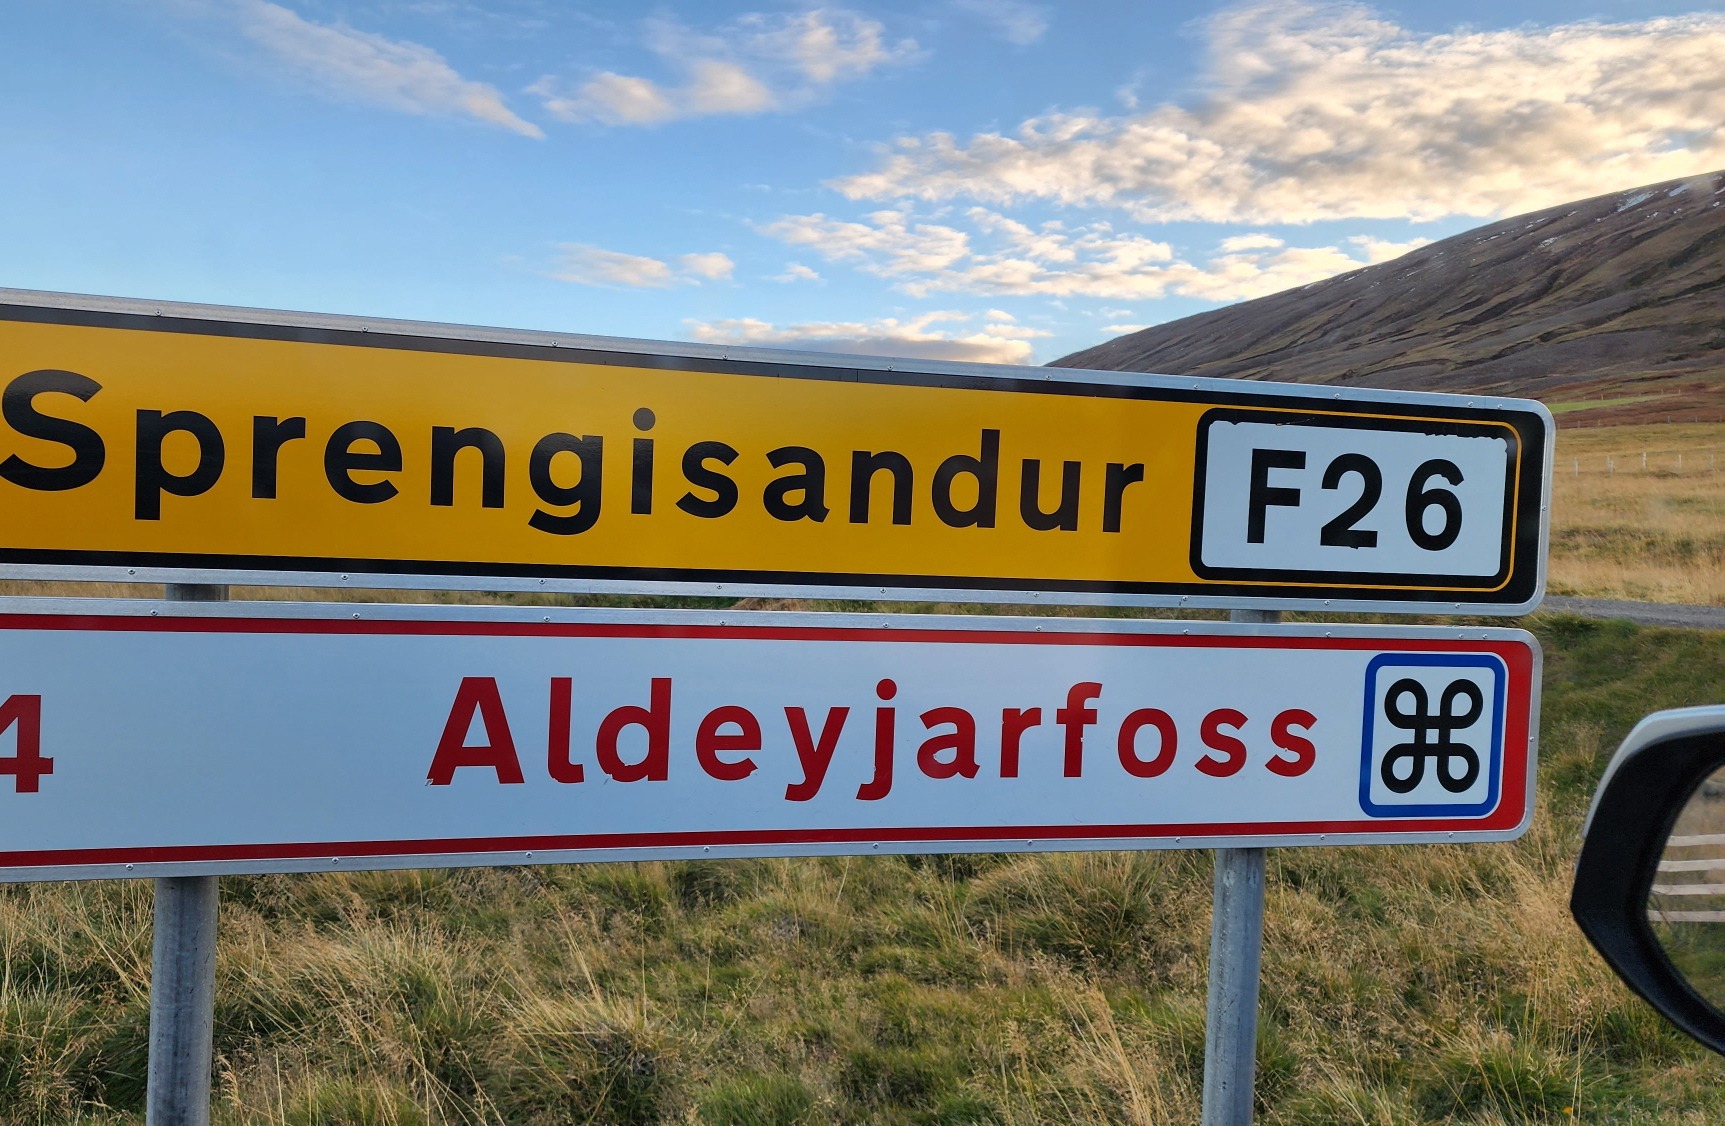 Sprengisandur F26
4 Aldeyjarfoss ⌘